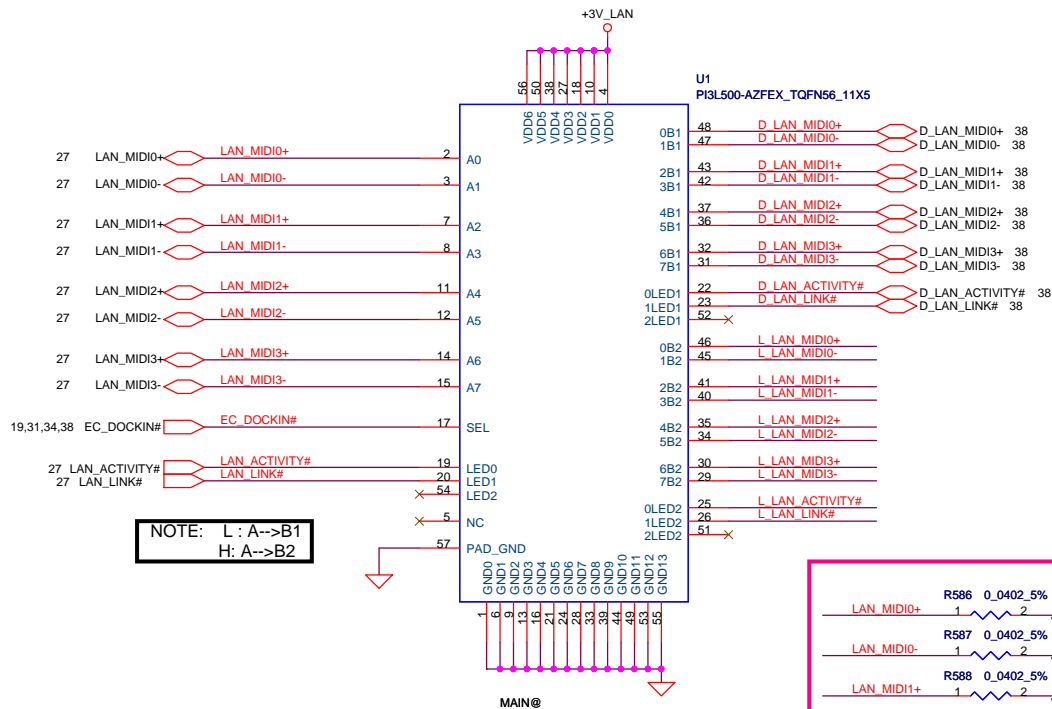 +3V_LAN
U1
PI3L500-AZFEX_TQFN56_11X5
56 50 38 27 18 10 4
VDD6 VDD5 VDD4 VDD3 VDD2 VDD1 VDD0
27 LAN_MIDI0+ LAN_MIDI0+ 2 A0
27 LAN_MIDI0- LAN_MIDI0- 3 A1
27 LAN_MIDI1+ LAN_MIDI1+ 7 A2
27 LAN_MIDI1- LAN_MIDI1- 8 A3
27 LAN_MIDI2+ LAN_MIDI2+ 11 A4
27 LAN_MIDI2- LAN_MIDI2- 12 A5
27 LAN_MIDI3+ LAN_MIDI3+ 14 A6
27 LAN_MIDI3- LAN_MIDI3- 15 A7
19,31,34,38 EC_DOCKIN# EC_DOCKIN# 17 SEL
27 LAN_ACTIVITY# LAN_ACTIVITY# 19 LED0
27 LAN_LINK# LAN_LINK# 20 LED1
54 LED2
5 NC
57 PAD_GND
0B1 48 D_LAN_MIDI0+ D_LAN_MIDI0+ 38
1B1 47 D_LAN_MIDI0- D_LAN_MIDI0- 38
2B1 43 D_LAN_MIDI1+ D_LAN_MIDI1+ 38
3B1 42 D_LAN_MIDI1- D_LAN_MIDI1- 38
4B1 37 D_LAN_MIDI2+ D_LAN_MIDI2+ 38
5B1 36 D_LAN_MIDI2- D_LAN_MIDI2- 38
6B1 32 D_LAN_MIDI3+ D_LAN_MIDI3+ 38
7B1 31 D_LAN_MIDI3- D_LAN_MIDI3- 38
0LED1 22 D_LAN_ACTIVITY# D_LAN_ACTIVITY# 38
1LED1 23 D_LAN_LINK# D_LAN_LINK# 38
2LED1 52
0B2 46 L_LAN_MIDI0+
1B2 45 L_LAN_MIDI0-
2B2 41 L_LAN_MIDI1+
3B2 40 L_LAN_MIDI1-
4B2 35 L_LAN_MIDI2+
5B2 34 L_LAN_MIDI2-
6B2 30 L_LAN_MIDI3+
7B2 29 L_LAN_MIDI3-
0LED2 25 L_LAN_ACTIVITY#
1LED2 26 L_LAN_LINK#
2LED2 51
NOTE: L : A-->B1
H: A-->B2
GND0 GND1 GND2 GND3 GND4 GND5 GND6 GND7 GND8 GND9 GND10 GND11 GND12 GND13
1 6 9 13 16 21 24 28 33 39 44 49 53 55
MAIN@
R586 0_0402_5%
LAN_MIDI0+ 1 2
R587 0_0402_5%
LAN_MIDI0- 1 2
R588 0_0402_5%
LAN_MIDI1+ 1 2